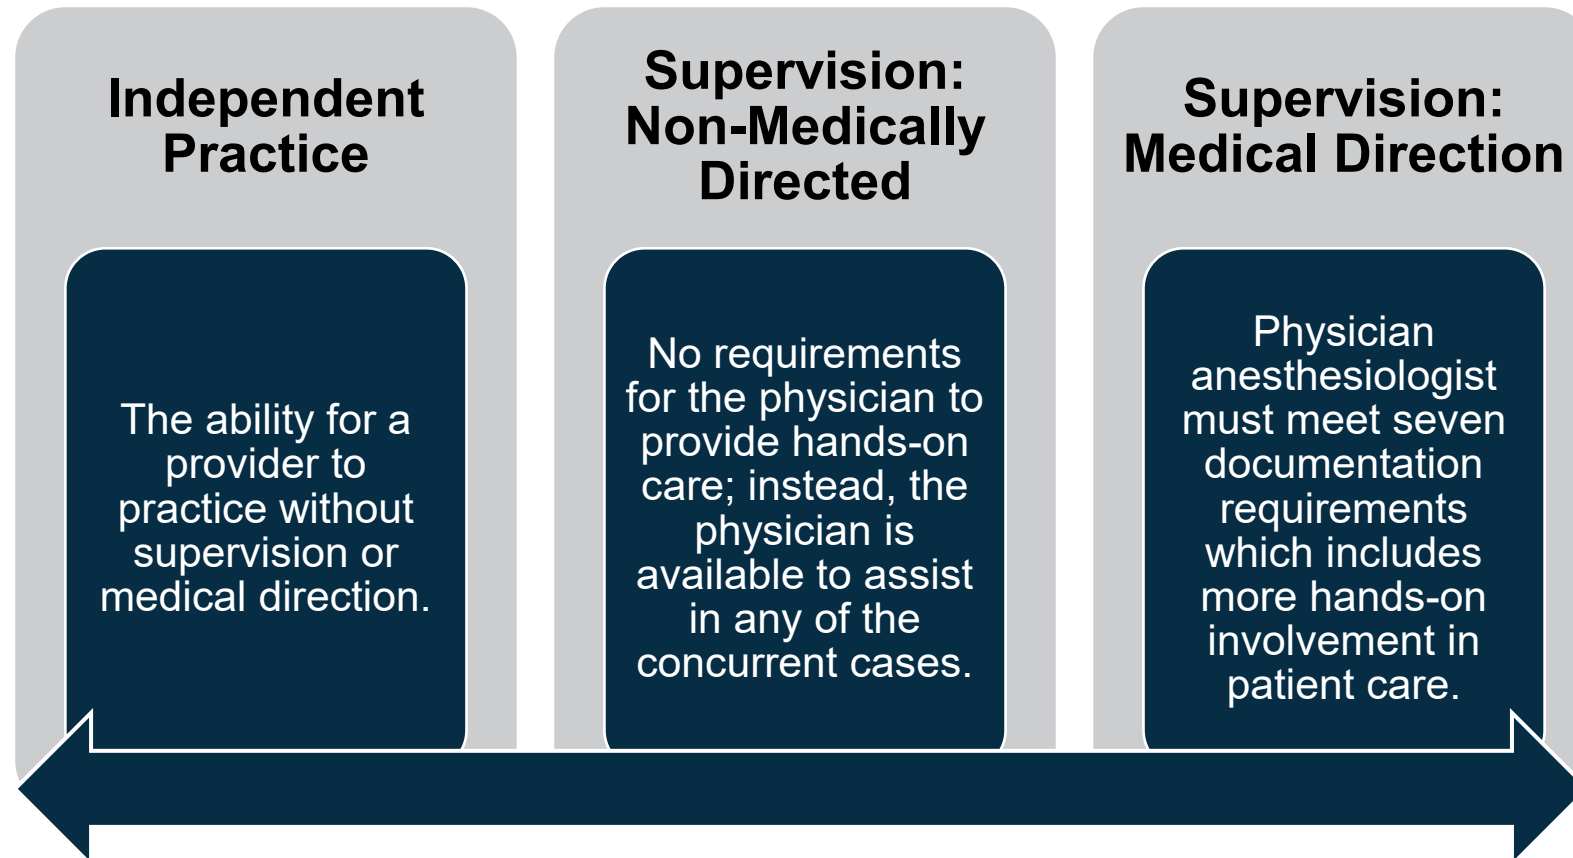 Independent
Practice
The ability for a
provider to
practice without
supervision or
medical direction.
Supervision:
Non-Medically
Directed
No requirements
for the physician to
provide hands-on
care; instead, the
physician is
available to assist
in any of the
concurrent cases.
Supervision:
Medical Direction
Physician
anesthesiologist
must meet seven
documentation
requirements
which includes
more hands-on
involvement in
patient care.